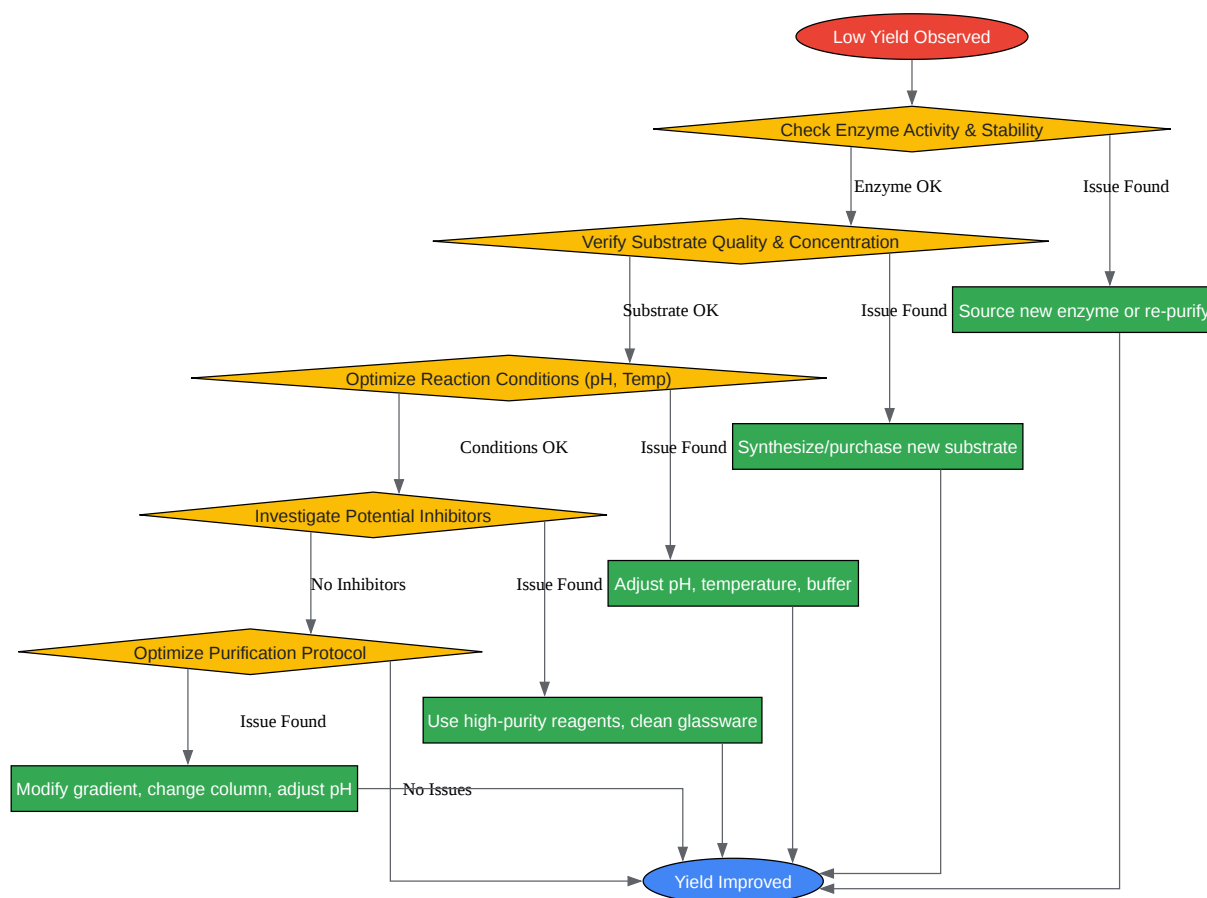 Low Yield Observed
Check Enzyme Activity & Stability
Enzyme OK
Issue Found
Verify Substrate Quality & Concentration
Substrate OK
Issue Found
Source new enzyme or re-purify
Optimize Reaction Conditions (pH, Temp)
Conditions OK
Issue Found
Synthesize/purchase new substrate
Investigate Potential Inhibitors
No Inhibitors
Issue Found
Adjust pH, temperature, buffer
Optimize Purification Protocol
Issue Found
Use high-purity reagents, clean glassware
Modify gradient, change column, adjust pH
No Issues
Yield Improved